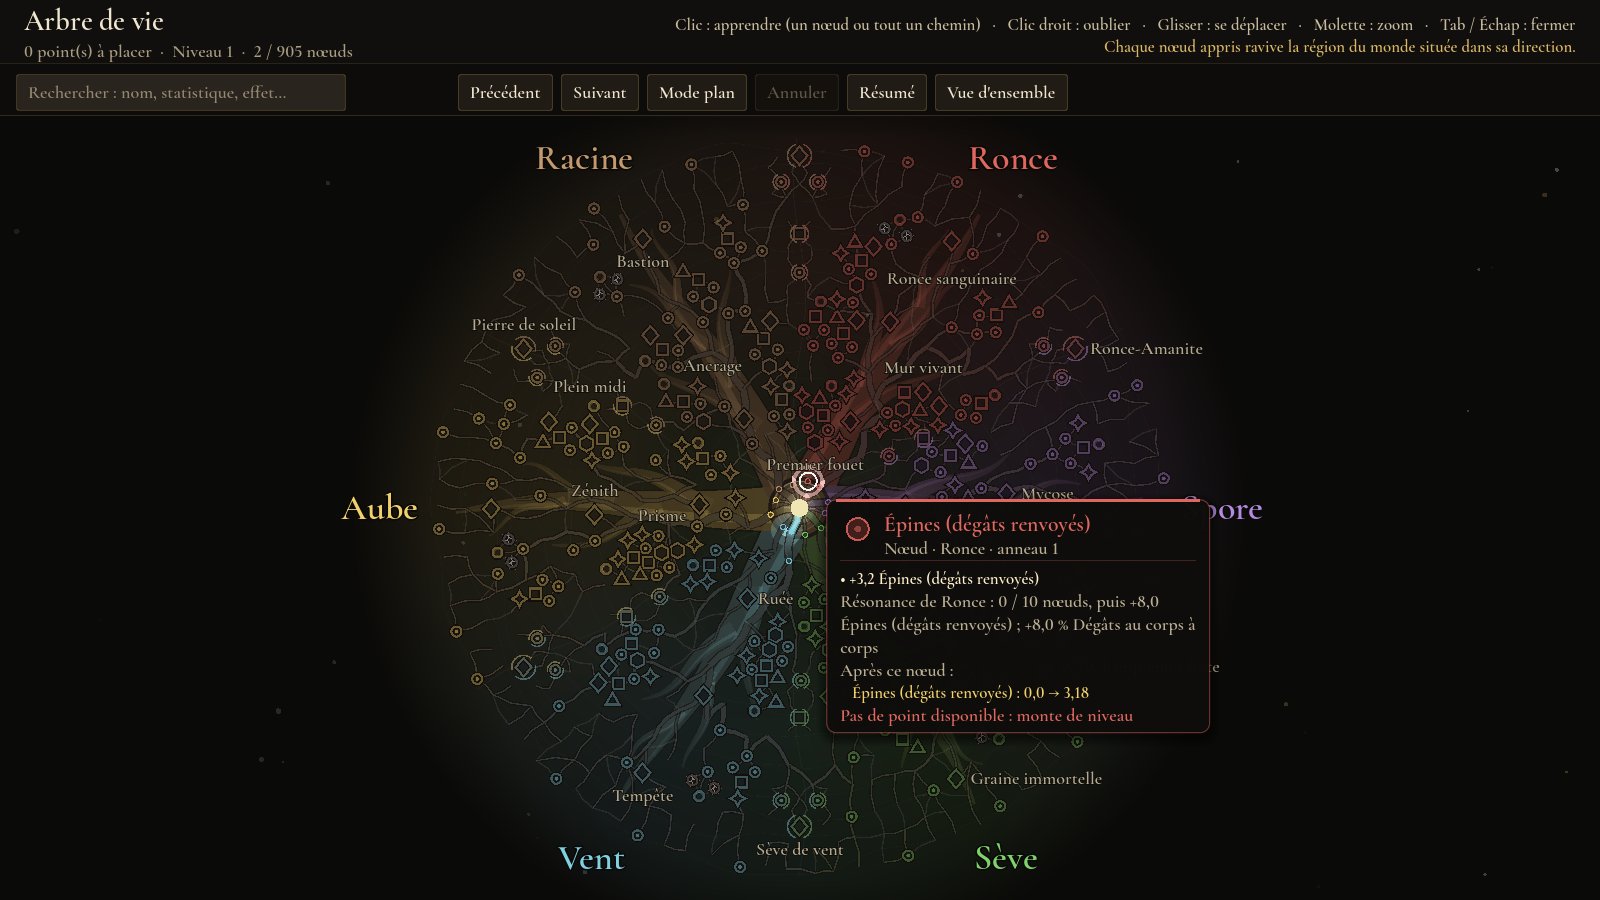 Arbre de vie
0 point(s) à placer · Niveau 1 · 2 / 905 nœuds
Clic : apprendre (un nœud ou tout un chemin) · Clic droit : oublier · Glisser : se déplacer · Molette : zoom · Tab / Échap : fermer
Chaque nœud appris ravive la région du monde située dans sa direction.
Rechercher : nom, statistique, effet...
Précédent
Suivant
Mode plan
Annuler
Résumé
Vue d'ensemble
Racine
Ronce
Bastion
Ronce sanguinaire
Pierre de soleil
Ronce-Amanite
Ancrage
Mur vivant
Plein midi
Premier fouet
Zénith
Mycose
Aube
Prisme
pore
Épines (dégâts renvoyés)
Nœud · Ronce · anneau 1
• +3,2 Épines (dégâts renvoyés)
Résonance de Ronce : 0 / 10 nœuds, puis +8,0
Épines (dégâts renvoyés) ; +8,0 % Dégâts au corps à
corps
Après ce nœud :
Épines (dégâts renvoyés) : 0,0 → 3,18
Pas de point disponible : monte de niveau
Ruée
Graine immortelle
Tempête
Sève de vent
Vent
Sève